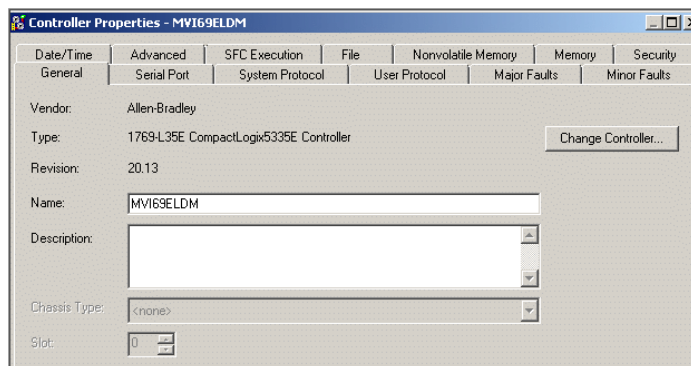 Controller Properties - MVI69ELDM
Date/Time Advanced SFC Execution File Nonvolatile Memory Memory Security
General Serial Port System Protocol User Protocol Major Faults Minor Faults
Vendor: Allen-Bradley
Type: 1769-L35E CompactLogix5335E Controller Change Controller...
Revision: 20.13
Name: MVI69ELDM
Description:
Chassis Type: <none>
Slot: 0